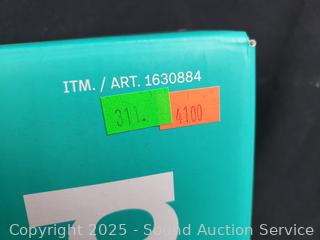 ITM. / ART. 1630884
311. 4100
Copyright 2025 - Sound Auction Service